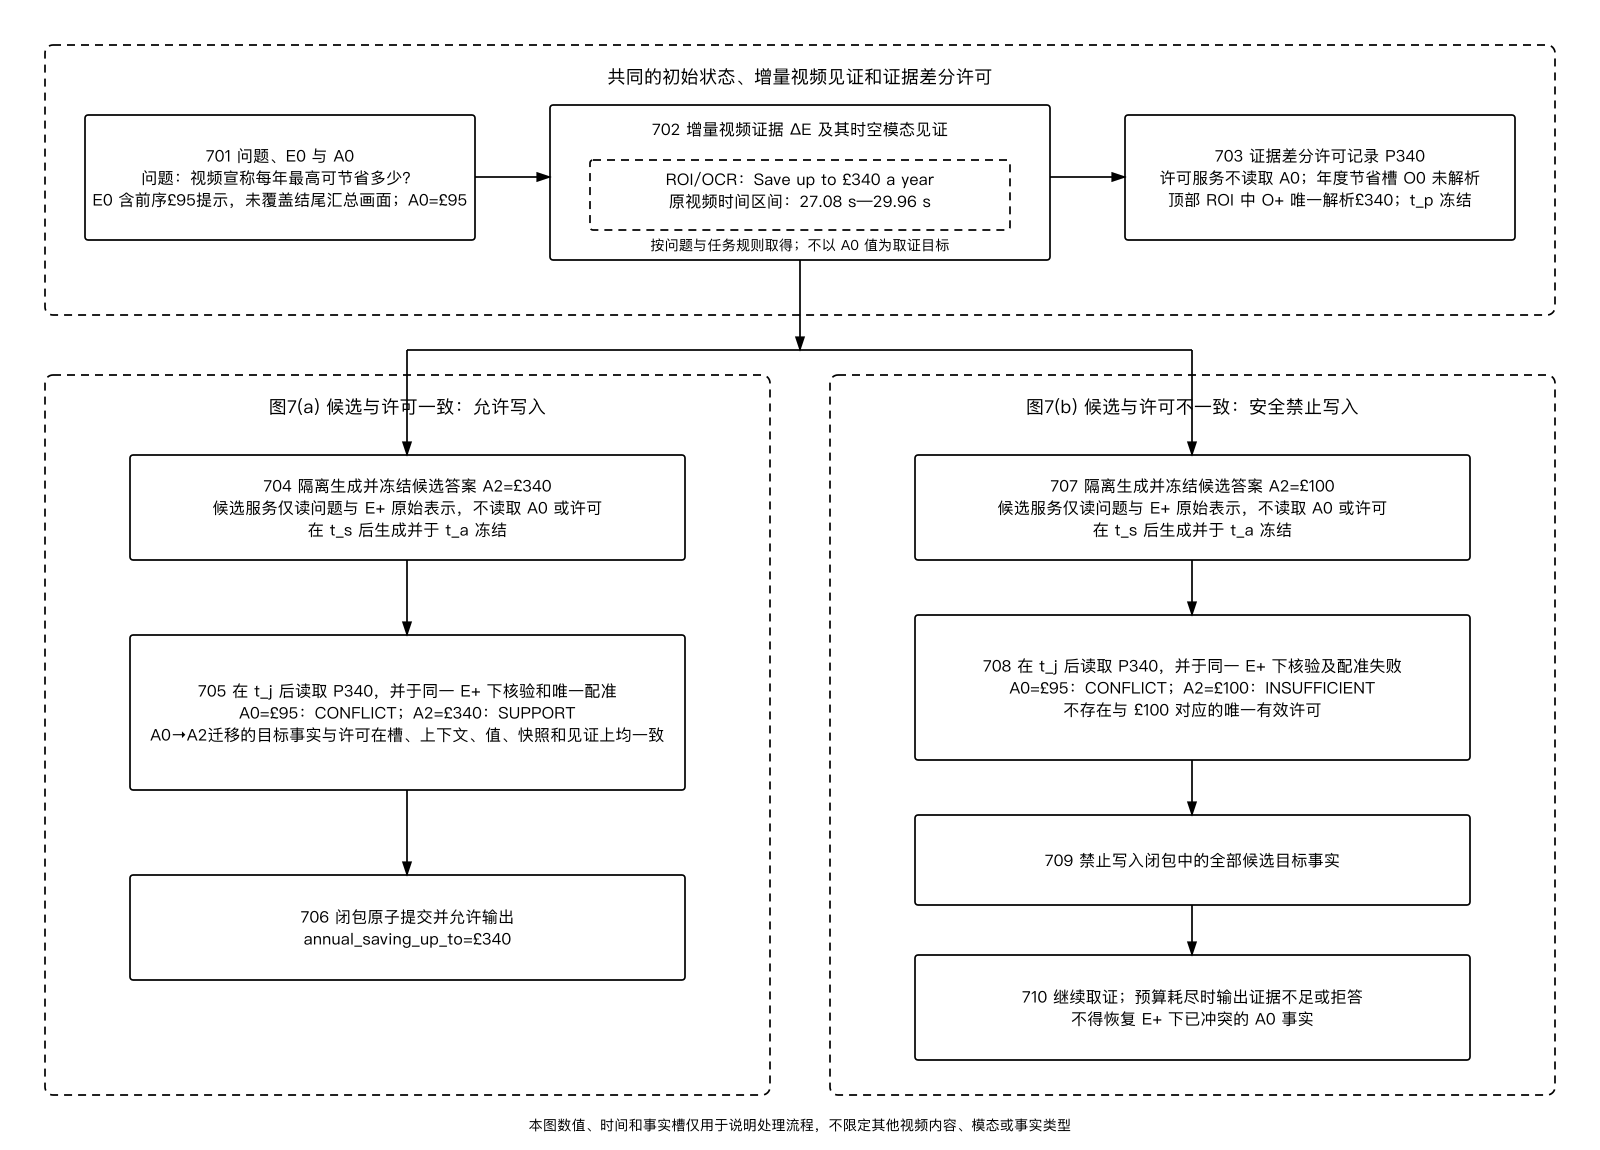 共同的初始状态、增量视频见证和证据差分许可
701 问题、E0 与 A0
问题：视频宣称每年最高可节省多少？
E0 含前序£95提示，未覆盖结尾汇总画面；A0=£95
702 增量视频证据 ΔE 及其时空模态见证
ROI/OCR：Save up to £340 a year
原视频时间区间：27.08 s—29.96 s
按问题与任务规则取得；不以 A0 值为取证目标
703 证据差分许可记录 P340
许可服务不读取 A0；年度节省槽 O0 未解析
顶部 ROI 中 O+ 唯一解析£340；t_p 冻结
图7(a) 候选与许可一致：允许写入
704 隔离生成并冻结候选答案 A2=£340
候选服务仅读问题与 E+ 原始表示，不读取 A0 或许可
在 t_s 后生成并于 t_a 冻结
705 在 t_j 后读取 P340，并于同一 E+ 下核验和唯一配准
A0=£95：CONFLICT；A2=£340：SUPPORT
A0→A2迁移的目标事实与许可在槽、上下文、值、快照和见证上均一致
706 闭包原子提交并允许输出
annual_saving_up_to=£340
图7(b) 候选与许可不一致：安全禁止写入
707 隔离生成并冻结候选答案 A2=£100
候选服务仅读问题与 E+ 原始表示，不读取 A0 或许可
在 t_s 后生成并于 t_a 冻结
708 在 t_j 后读取 P340，并于同一 E+ 下核验及配准失败
A0=£95：CONFLICT；A2=£100：INSUFFICIENT
不存在与 £100 对应的唯一有效许可
709 禁止写入闭包中的全部候选目标事实
710 继续取证；预算耗尽时输出证据不足或拒答
不得恢复 E+ 下已冲突的 A0 事实
本图数值、时间和事实槽仅用于说明处理流程，不限定其他视频内容、模态或事实类型